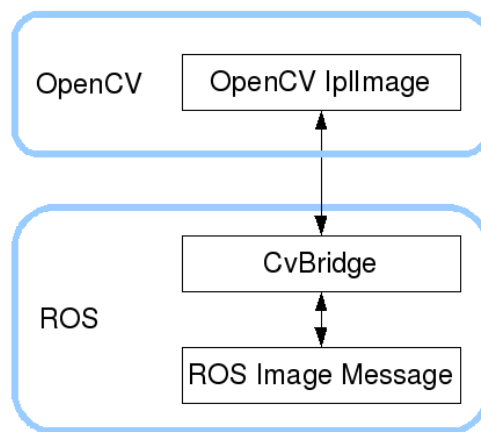 OpenCV
OpenCV IplImage
CvBridge
ROS
ROS Image Message